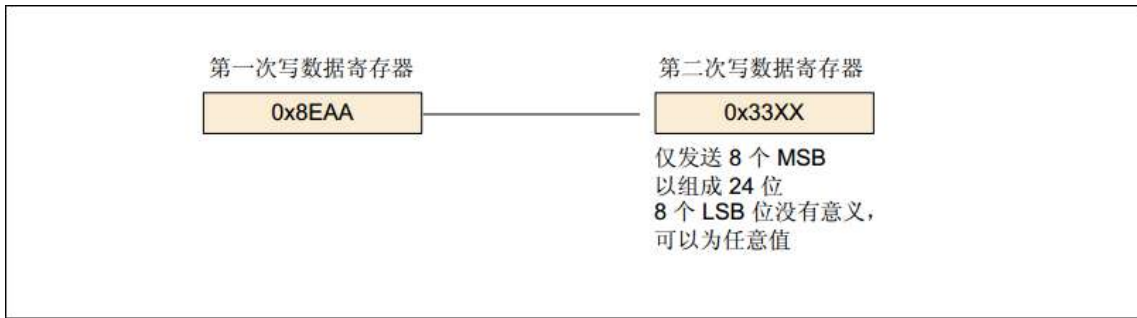 第一次写数据寄存器
第二次写数据寄存器
0x8EAA
0x33XX
仅发送 8 个 MSB
以组成 24 位
8 个 LSB 位没有意义，
可以为任意值